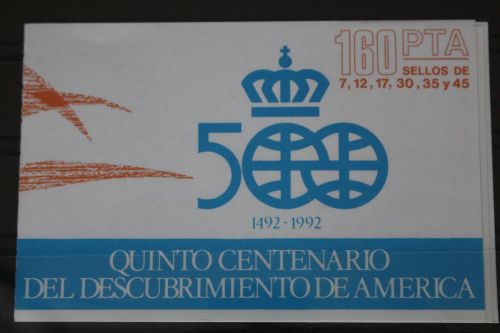 160 PTA
SELLOS DE
7, 12, 17, 30, 35 y 45
500
1492 - 1992
QUINTO CENTENARIO
DEL DESCUBRIMIENTO DE AMERICA